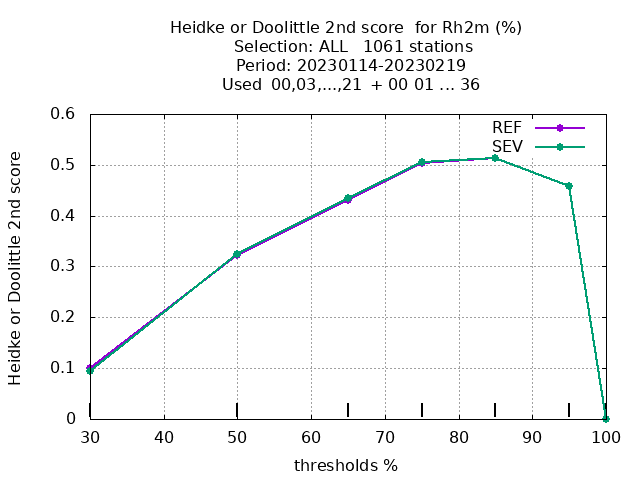 Heidke or Doolittle 2nd score  for Rh2m (%)
Selection: ALL   1061 stations
Period: 20230114-20230219
Used  00,03,...,21  + 00 01 ... 36
Heidke or Doolittle 2nd score
0.6
0.5
0.4
0.3
0.2
0.1
0
REF
SEV
30 40 50 60 70 80 90 100
thresholds %